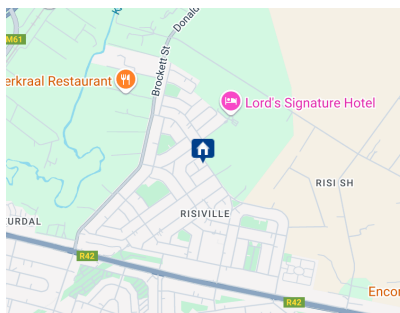 M61
Donald
Brockett St
K
erkraal Restaurant
Lord's Signature Hotel
RISI SH
RISIVILLE
URDAL
R42
R42
Encor